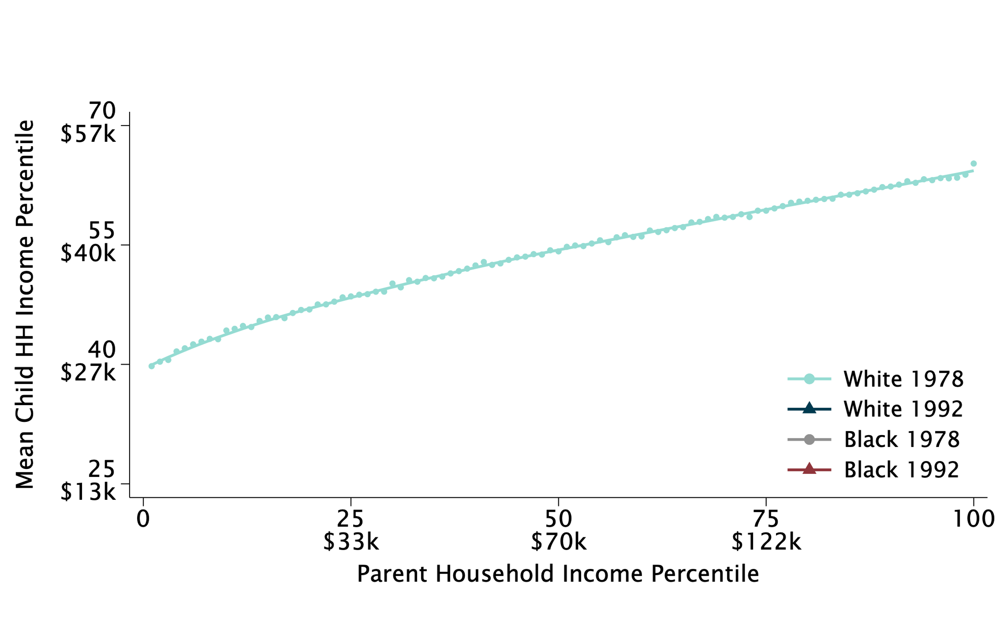 Mean Child HH Income Percentile
70
$57k
55
$40k
40
$27k
25
$13k
White 1978
White 1992
Black 1978
Black 1992
0 25 50 75 100
$33k $70k $122k
Parent Household Income Percentile